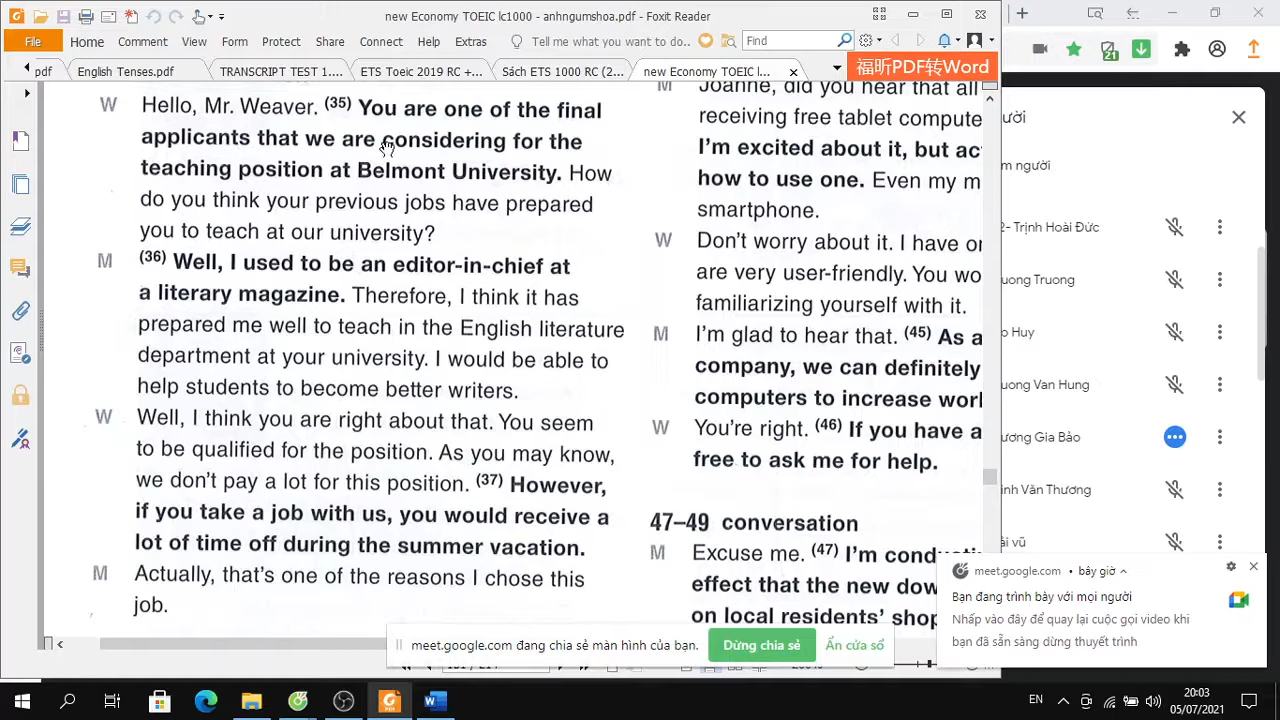 new Economy TOEIC lc1000 - anhngumshoa.pdf - Foxit Reader
File Home Comment View Form Protect Share Connect Help Extras Tell me what you want to do.. Find
21
pdf English Tenses.pdf TRANSCRIPT TEST 1.... ETS Toeic 2019 RC +... Sách ETS 1000 RC (2... new Economy TOEIC l...
福昕PDF转Word
W Hello, Mr. Weaver. (35) You are one of the final
applicants that we are considering for the
teaching position at Belmont University. How
do you think your previous jobs have prepared
you to teach at our university?
M (36) Well, I used to be an editor-in-chief at
a literary magazine. Therefore, I think it has
prepared me well to teach in the English literature
department at your university. I would be able to
help students to become better writers.
W Well, I think you are right about that. You seem
to be qualified for the position. As you may know,
we don't pay a lot for this position. (37) However,
if you take a job with us, you would receive a
lot of time off during the summer vacation.
M Actually, that's one of the reasons I chose this
job.
M Joanne, did you hear that all
receiving free tablet compute
I'm excited about it, but ac
how to use one. Even my m
smartphone.
W Don't worry about it. I have or
are very user-friendly. You wo
familiarizing yourself with it.
M I'm glad to hear that. (45) As a
company, we can definitely
computers to increase worl
W You're right. (46) If you have a
free to ask me for help.
47–49 conversation
M Excuse me. (47) I'm condu
effect that the new dow
on local residents' shop
ười
m người
2- Trịnh Hoài Đức
uong Truong
o Huy
uong Van Hung
ương Gia Bảo
inh Văn Thương
ải vũ
meet.google.com • bây giờ
Bạn đang trình bày với mọi người
Nhấp vào đây để quay lại cuộc gọi video khi
bạn đã sẵn sàng dừng thuyết trình
meet.google.com đang chia sẻ màn hình của bạn. Dừng chia sẻ Ẩn cửa sổ
EN
20:03
05/07/2021